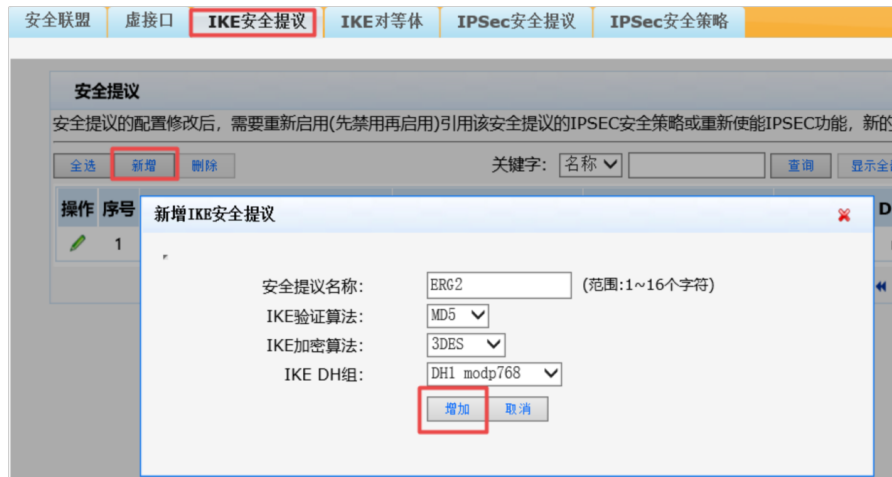 安全联盟 虚接口 IKE安全提议 IKE对等体 IPSec安全提议 IPSec安全策略
安全提议
安全提议的配置修改后，需要重新启用(先禁用再启用)引用该安全提议的IPSEC安全策略或重新使能IPSEC功能，新的
全选 新增 删除 关键字: 名称 查询 显示全
操作 序号 D
新增IKE安全提议
1
安全提议名称: ERG2 (范围:1~16个字符)
IKE验证算法: MD5
IKE加密算法: 3DES
IKE DH组: DH1 modp768
增加 取消